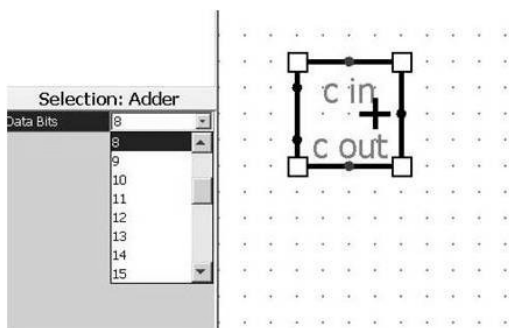 Selection: Adder
Data Bits 8
8
9
10
11
12
13
14
15
c in
+
c out